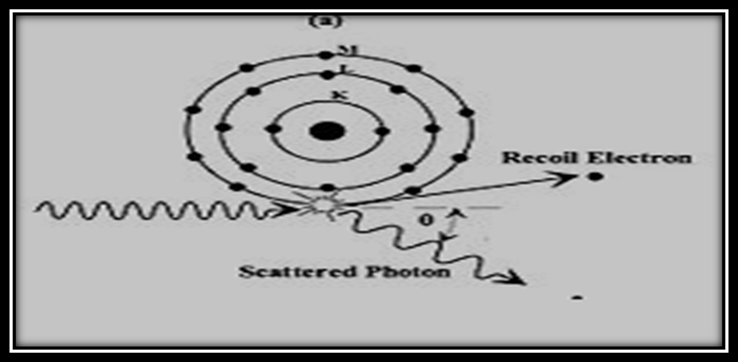 (a)
M
L
K
Recoil Electron
θ
Scattered Photon